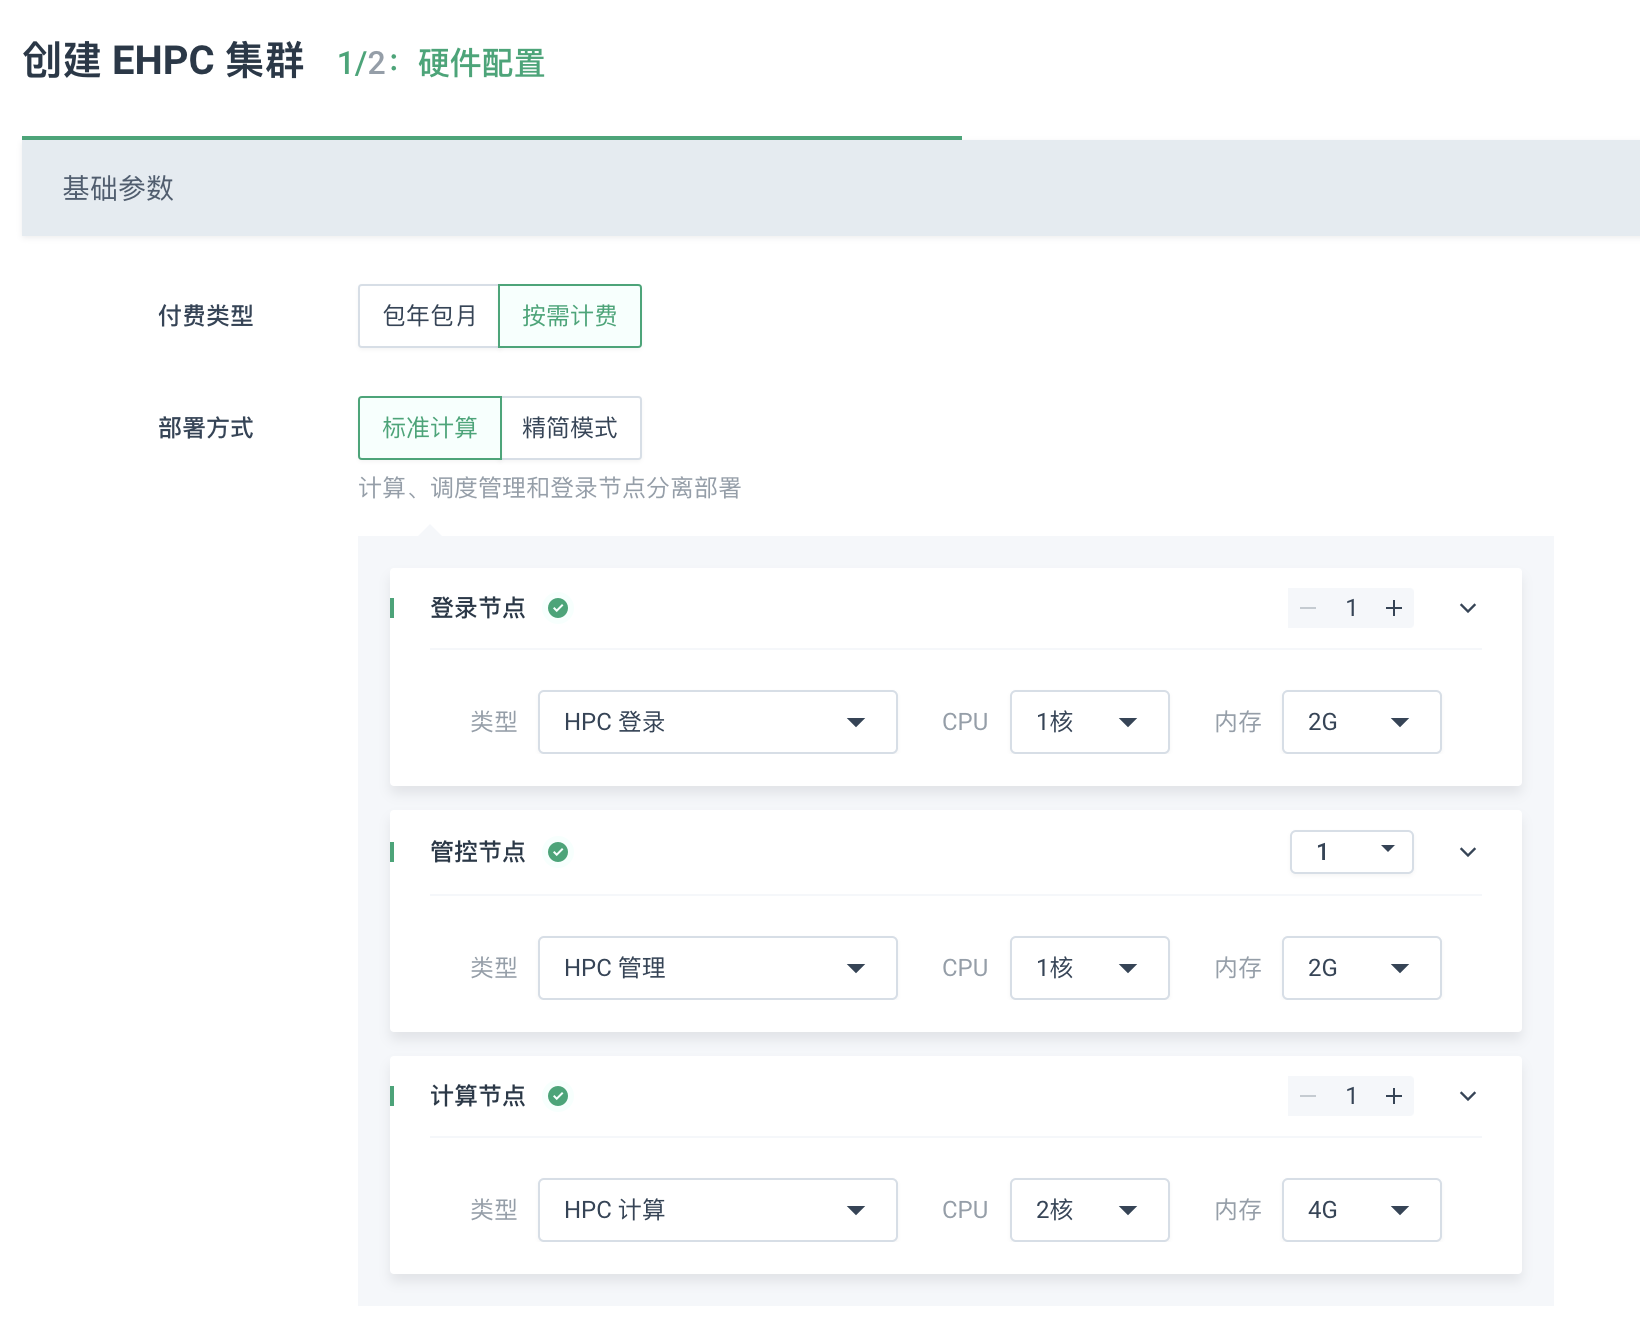 创建 EHPC 集群 1/2：硬件配置
基础参数
付费类型 包年包月 按需计费
部署方式 标准计算 精简模式
计算、调度管理和登录节点分离部署
登录节点 1
类型 HPC 登录 CPU 1核 内存 2G
管控节点 1
类型 HPC 管理 CPU 1核 内存 2G
计算节点 1
类型 HPC 计算 CPU 2核 内存 4G